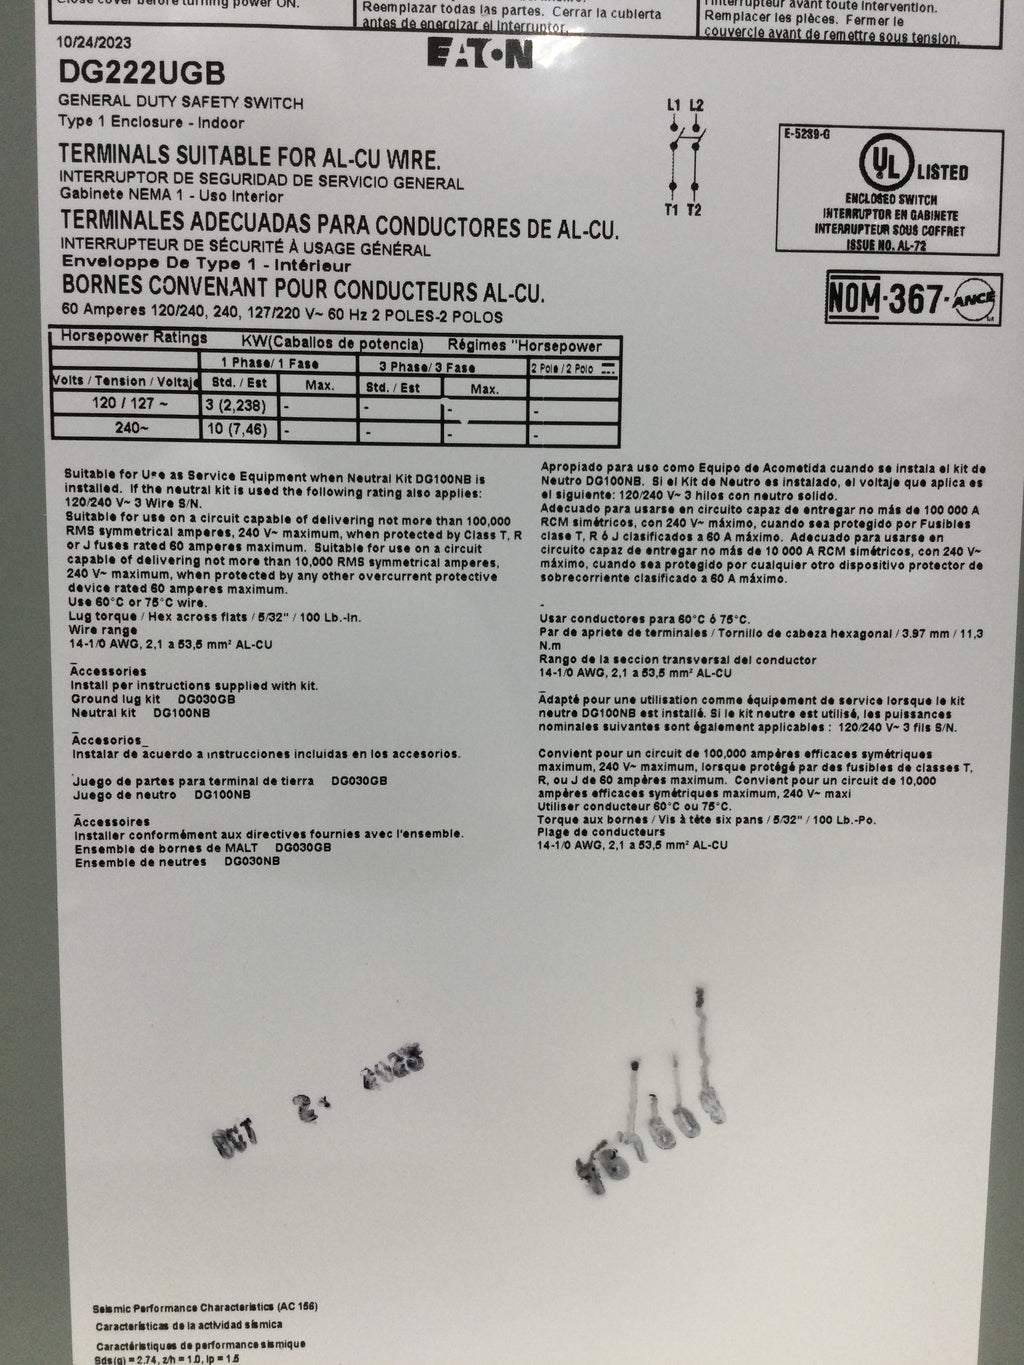 Close cover before turning power ON.
Reemplazar todas las partes. Cerrar la cubierta
antes de energizar el interruptor.
l'interrupteur avant toute intervention.
Remplacer les pièces. Fermer le
couvercle avant de remettre sous tension.
10/24/2023
EATON
DG222UGB
GENERAL DUTY SAFETY SWITCH
Type 1 Enclosure - Indoor
TERMINALS SUITABLE FOR AL-CU WIRE.
INTERRUPTOR DE SEGURIDAD DE SERVICIO GENERAL
Gabinete NEMA 1 - Uso Interior
TERMINALES ADECUADAS PARA CONDUCTORES DE AL-CU.
INTERRUPTEUR DE SÉCURITÉ À USAGE GÉNÉRAL
Enveloppe De Type 1 - Intérieur
BORNES CONVENANT POUR CONDUCTEURS AL-CU.
60 Amperes 120/240, 240, 127/220 V~ 60 Hz 2 POLES-2 POLOS
L1 L2
T1 T2
E-5239-G
UL LISTED
ENCLOSED SWITCH
INTERRUPTOR EN GABINETE
INTERRUPTEUR SOUS COFFRET
ISSUE NO. AL-72
NOM-367-ANCE
Horsepower Ratings KW(Caballos de potencia) Régimes "Horsepower
1 Phase/ 1 Fase 3 Phase/ 3 Fase 2 Pole / 2 Polo
Volts / Tension / Voltaje Std. / Est Max. Std. / Est Max.
120 / 127 ~ 3 (2,238) - - - -
240~ 10 (7,46) - - - -
Suitable for Use as Service Equipment when Neutral Kit DG100NB is
installed. If the neutral kit is used the following rating also applies:
120/240 V~ 3 Wire S/N.
Suitable for use on a circuit capable of delivering not more than 100,000
RMS symmetrical amperes, 240 V~ maximum, when protected by Class T, R
or J fuses rated 60 amperes maximum. Suitable for use on a circuit
capable of delivering not more than 10,000 RMS symmetrical amperes,
240 V~ maximum, when protected by any other overcurrent protective
device rated 60 amperes maximum.
Use 60°C or 75°C wire.
Lug torque / Hex across flats / 5/32" / 100 Lb.-In.
Wire range
14-1/0 AWG, 2,1 a 53,5 mm² AL-CU
Accessories
Install per instructions supplied with kit.
Ground lug kit DG030GB
Neutral kit DG100NB
Accesorios
Instalar de acuerdo a instrucciones incluidas en los accesorios.
Juego de partes para terminal de tierra DG030GB
Juego de neutro DG100NB
Accessoires
Installer conformément aux directives fournies avec l'ensemble.
Ensemble de bornes de MALT DG030GB
Ensemble de neutres DG030NB
Apropiado para uso como Equipo de Acometida cuando se instala el kit de
Neutro DG100NB. Si el Kit de Neutro es instalado, el voltaje que aplica es
el siguiente: 120/240 V~ 3 hilos con neutro solido.
Adecuado para usarse en circuito capaz de entregar no más de 100 000 A
RCM simétricos, con 240 V~ máximo, cuando sea protegido por Fusibles
clase T, R ó J clasificados a 60 A máximo. Adecuado para usarse en
circuito capaz de entregar no más de 10 000 A RCM simétricos, con 240 V~
máximo, cuando sea protegido por cualquier otro dispositivo protector de
sobrecorriente clasificado a 60 A máximo.
Usar conductores para 60°C ó 75°C.
Par de apriete de terminales / Tornillo de cabeza hexagonal / 3.97 mm / 11,3
N.m
Rango de la seccion transversal del conductor
14-1/0 AWG, 2,1 a 53,5 mm² AL-CU
Adapté pour une utilisation comme équipement de service lorsque le kit
neutre DG100NB est installé. Si le kit neutre est utilisé, les puissances
nominales suivantes sont également applicables : 120/240 V~ 3 fils S/N.
Convient pour un circuit de 100,000 ampères efficaces symétriques
maximum, 240 V~ maximum, lorsque protégé par des fusibles de classes T,
R, ou J de 60 ampères maximum. Convient pour un circuit de 10,000
ampères efficaces symétriques maximum, 240 V~ maxi
Utiliser conducteur 60°C ou 75°C.
Torque aux bornes / Vis à tête six pans / 5/32" / 100 Lb.-Po.
Plage de conducteurs
14-1/0 AWG, 2,1 a 53,5 mm² AL-CU
OCT 2 2023
Seismic Performance Characteristics (AC 156)
Características de la actividad sísmica
Caractéristiques de performance sismique
Sds(g) = 2.74, z/h = 1.0, Ip = 1.5